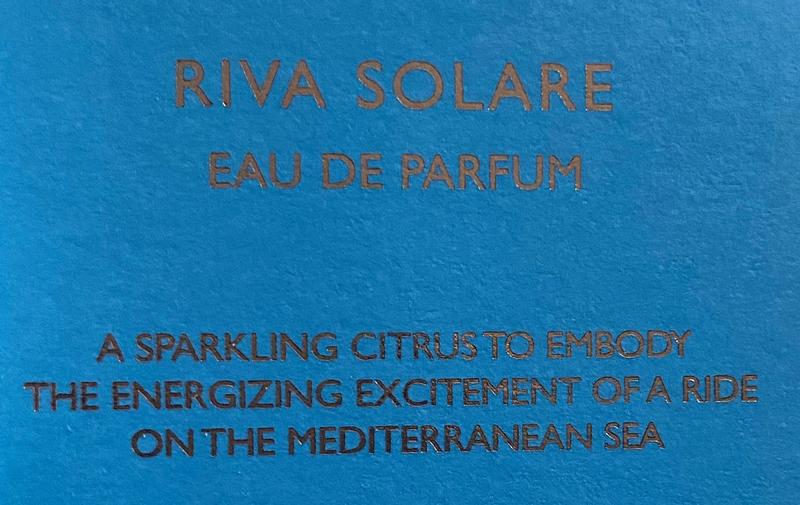 RIVA SOLARE
EAU DE PARFUM
A SPARKLING CITRUS TO EMBODY
THE ENERGIZING EXCITEMENT OF A RIDE
ON THE MEDITERRANEAN SEA